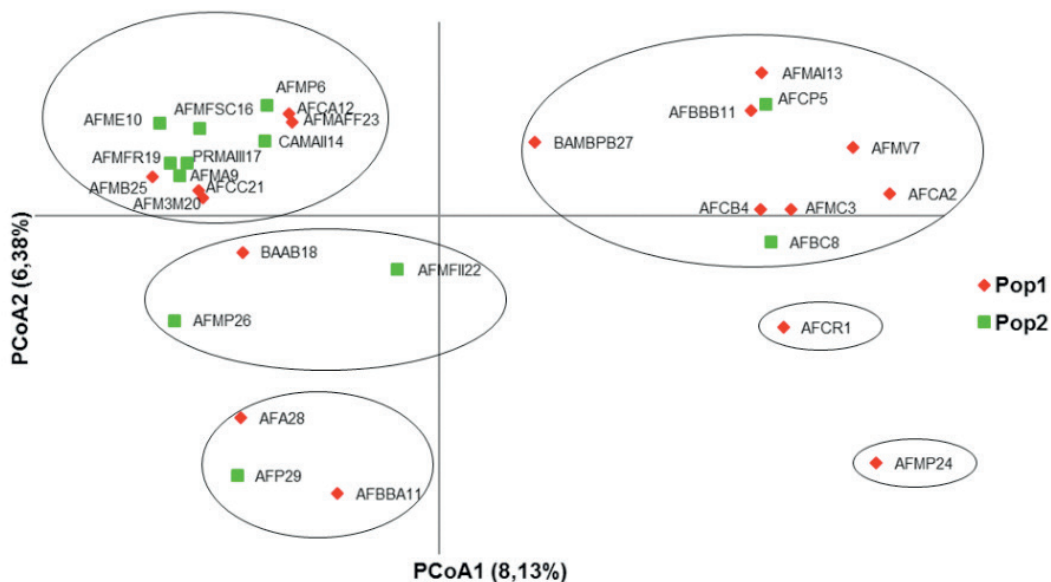 AFMP6
AFMAI13
AFMFSC16
AFCA12
AFCP5
AFME10
AFMAFF23
AFBBB11
CAMAII14
BAMBPB27
AFMV7
AFMFR19
PRMAIII17
AFMA9
AFMB25
AFCC21
AFCA2
AFM3M20
AFCB4
AFMC3
AFBC8
BAAB18
AFMFII22
Pop1
AFMP26
Pop2
AFCR1
AFA28
AFMP24
AFP29
AFBBA11
PCoA2 (6,38%)
PCoA1 (8,13%)